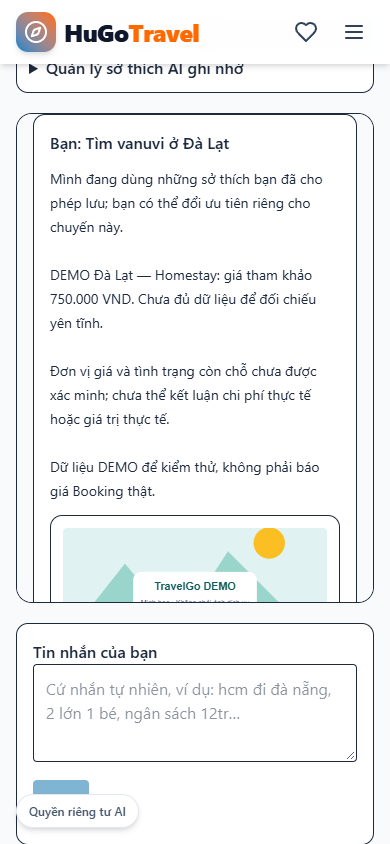 HuGoTravel
Quản lý sở thích AI ghi nhớ
Bạn: Tìm vanuvi ở Đà Lạt
Mình đang dùng những sở thích bạn đã cho
phép lưu; bạn có thể đổi ưu tiên riêng cho
chuyến này.
DEMO Đà Lạt — Homestay: giá tham khảo
750.000 VND. Chưa đủ dữ liệu để đối chiếu
yên tĩnh.
Đơn vị giá và tình trạng còn chỗ chưa được
xác minh; chưa thể kết luận chi phí thực tế
hoặc giá trị thực tế.
Dữ liệu DEMO để kiểm thử, không phải báo
giá Booking thật.
TravelGo DEMO
Tin nhắn của bạn
Cứ nhắn tự nhiên, ví dụ: hcm đi đà nẵng,
2 lớn 1 bé, ngân sách 12tr...
Quyền riêng tư AI